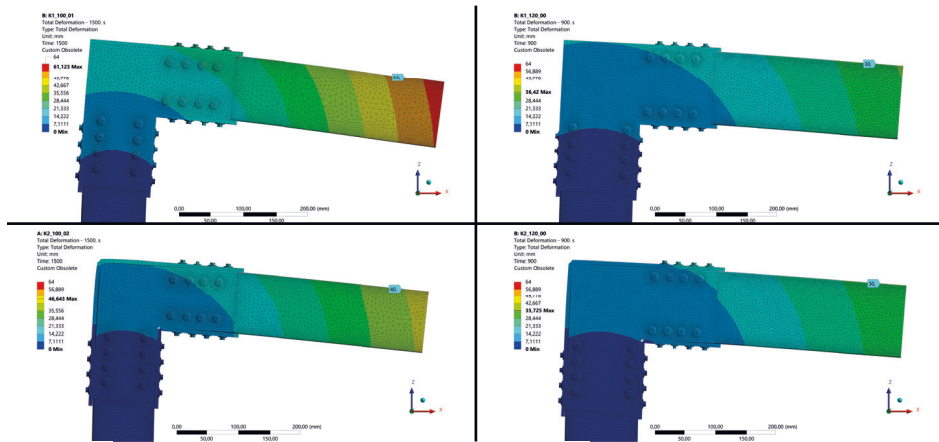 B: K1_100_01
Total Deformation - 1500. s
Type: Total Deformation
Unit: mm
Time: 1500
Custom Obsolete
64
61,123 Max
42,667
35,556
28,444
21,333
14,222
7,1111
0 Min
Z
X
0,00
100,00
200,00 (mm)
50,00
150,00
B: K1_120_00
Total Deformation - 900. s
Type: Total Deformation
Unit: mm
Time: 900
Custom Obsolete
64
56,889
36,42 Max
28,444
21,333
14,222
7,1111
0 Min
30,
Z
X
0,00
100,00
200,00 (mm)
50,00
150,00
A: K2_100_02
Total Deformation - 1500. s
Type: Total Deformation
Unit: mm
Time: 1500
Custom Obsolete
64
56,889
46,643 Max
35,556
28,444
21,333
14,222
7,1111
0 Min
40,
Z
X
0,00
100,00
200,00 (mm)
50,00
150,00
B: K2_120_00
Total Deformation - 900. s
Type: Total Deformation
Unit: mm
Time: 900
Custom Obsolete
64
56,889
42,667
35,725 Max
28,444
21,333
14,222
7,1111
0 Min
30,
Z
X
0,00
100,00
200,00 (mm)
50,00
150,00